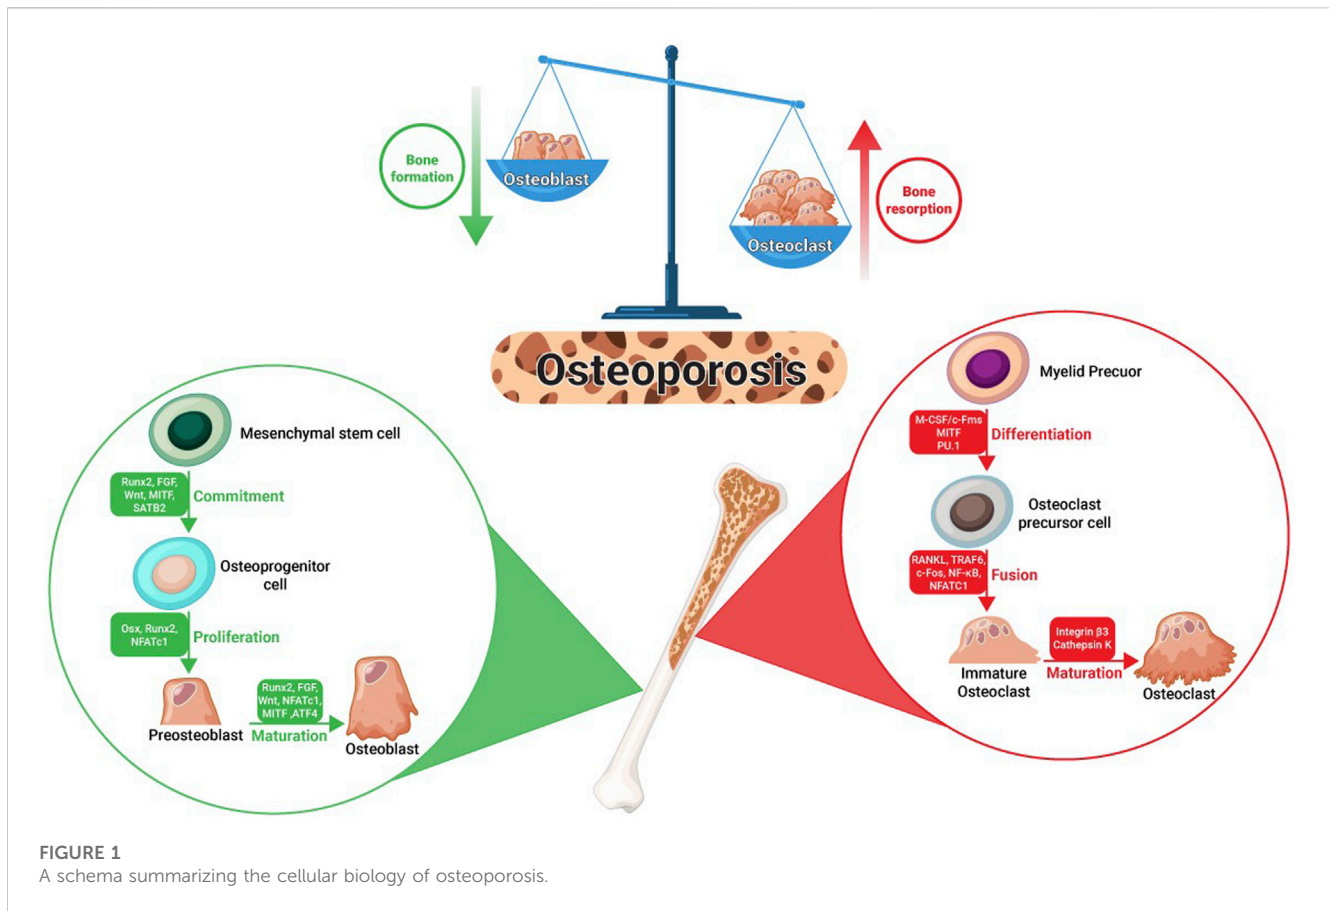 Bone
formation
Osteoblast
Osteoclast
Bone
resorption
Osteoporosis
Mesenchymal stem cell
Runx2, FGF,
Wnt, MITF,
SATB2
Commitment
Osteoprogenitor
cell
Osx, Runx2,
NFATc1
Proliferation
Preosteoblast
Runx2, FGF,
Wnt, NFATc1,
MITF ,ATF4
Maturation
Osteoblast
Myelid Precuor
M-CSF/c-Fms
MITF
PU.1
Differentiation
Osteoclast
precursor cell
RANKL, TRAF6,
c-Fos, NF-κB,
NFATC1
Fusion
Immature
Osteoclast
Integrin β3
Cathepsin K
Maturation
Osteoclast
FIGURE 1
A schema summarizing the cellular biology of osteoporosis.